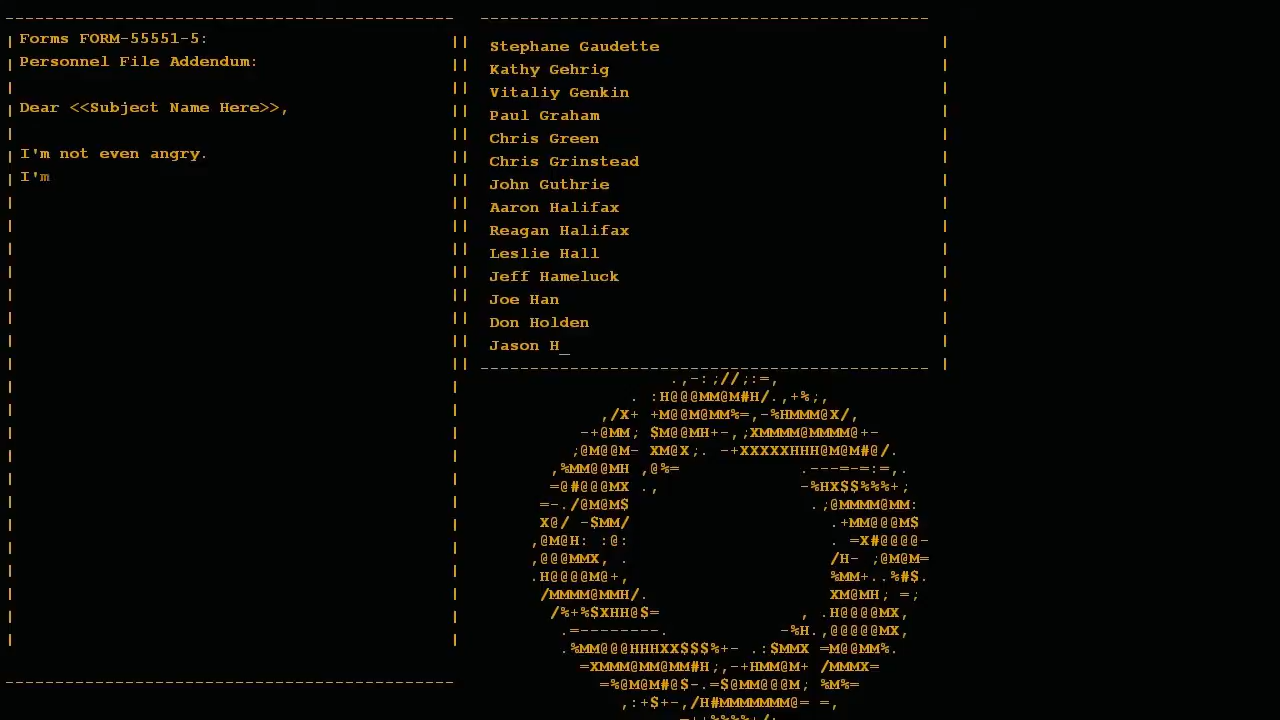 Forms FORM-55551-5:
Personnel File Addendum:
Dear <<Subject Name Here>>,
I'm not even angry.
I'm
Stephane Gaudette
Kathy Gehrig
Vitaliy Genkin
Paul Graham
Chris Green
Chris Grinstead
John Guthrie
Aaron Halifax
Reagan Halifax
Leslie Hall
Jeff Hameluck
Joe Han
Don Holden
Jason H_